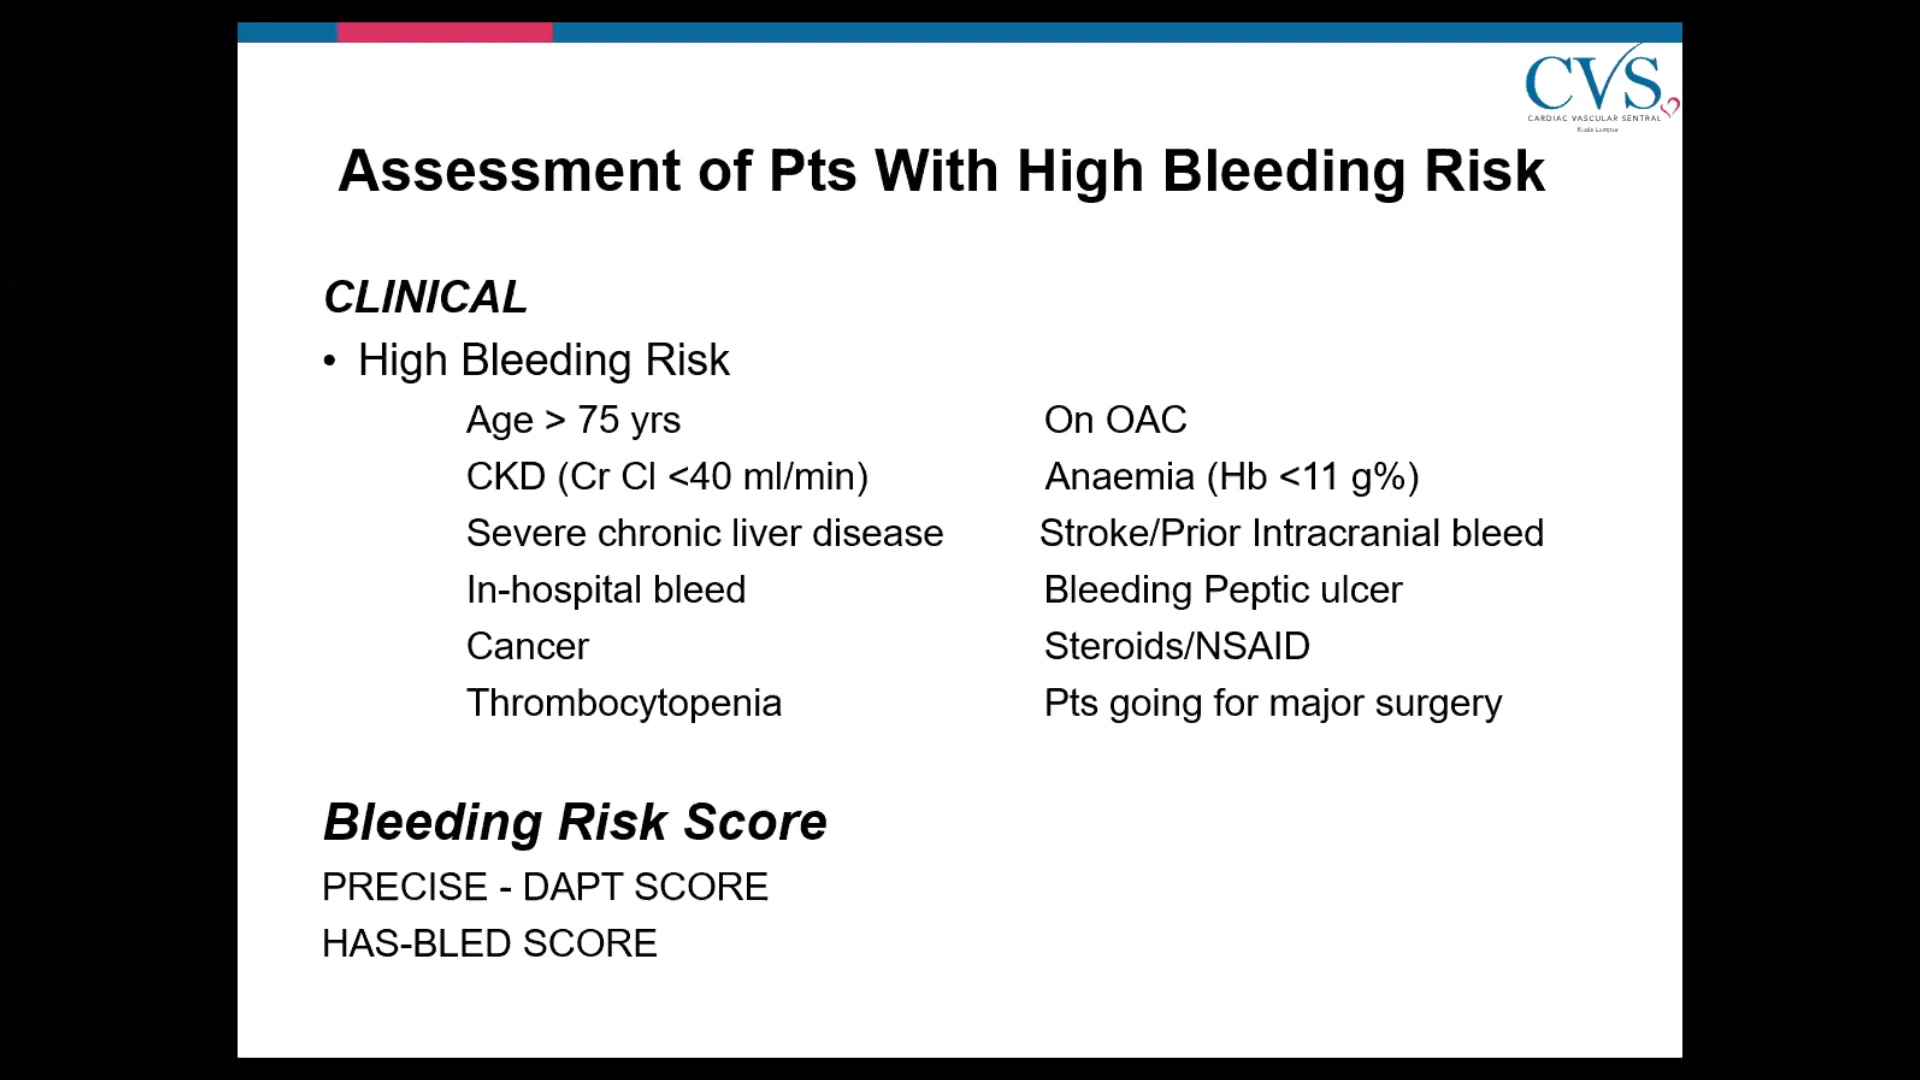 CVS
CARDIAC VASCULAR SENTRAL
Kuala Lumpur
Assessment of Pts With High Bleeding Risk
CLINICAL
• High Bleeding Risk
Age > 75 yrs On OAC
CKD (Cr Cl <40 ml/min) Anaemia (Hb <11 g%)
Severe chronic liver disease Stroke/Prior Intracranial bleed
In-hospital bleed Bleeding Peptic ulcer
Cancer Steroids/NSAID
Thrombocytopenia Pts going for major surgery
Bleeding Risk Score
PRECISE - DAPT SCORE
HAS-BLED SCORE